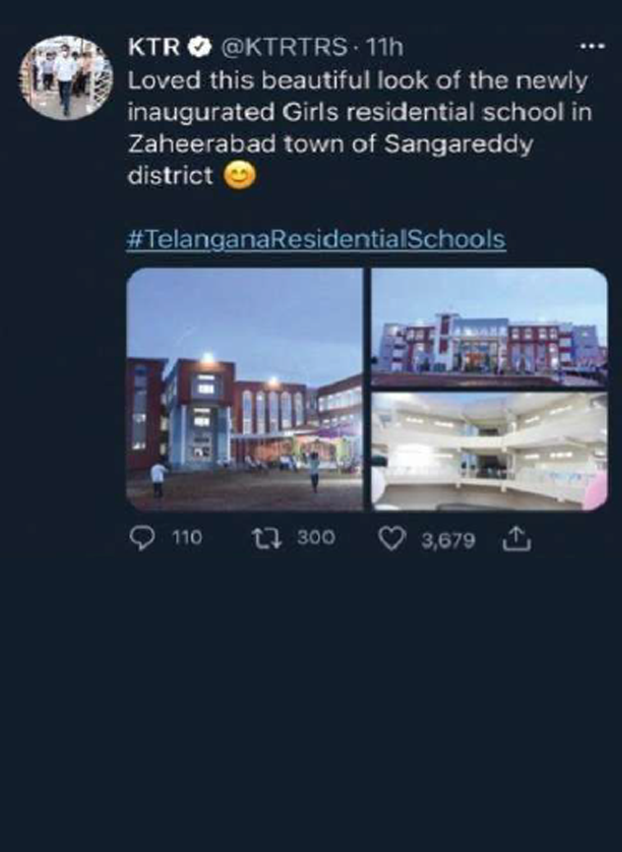 KTR @KTRTRS · 11h
Loved this beautiful look of the newly
inaugurated Girls residential school in
Zaheerabad town of Sangareddy
district 😊
#TelanganaResidentialSchools
110 300 3,679